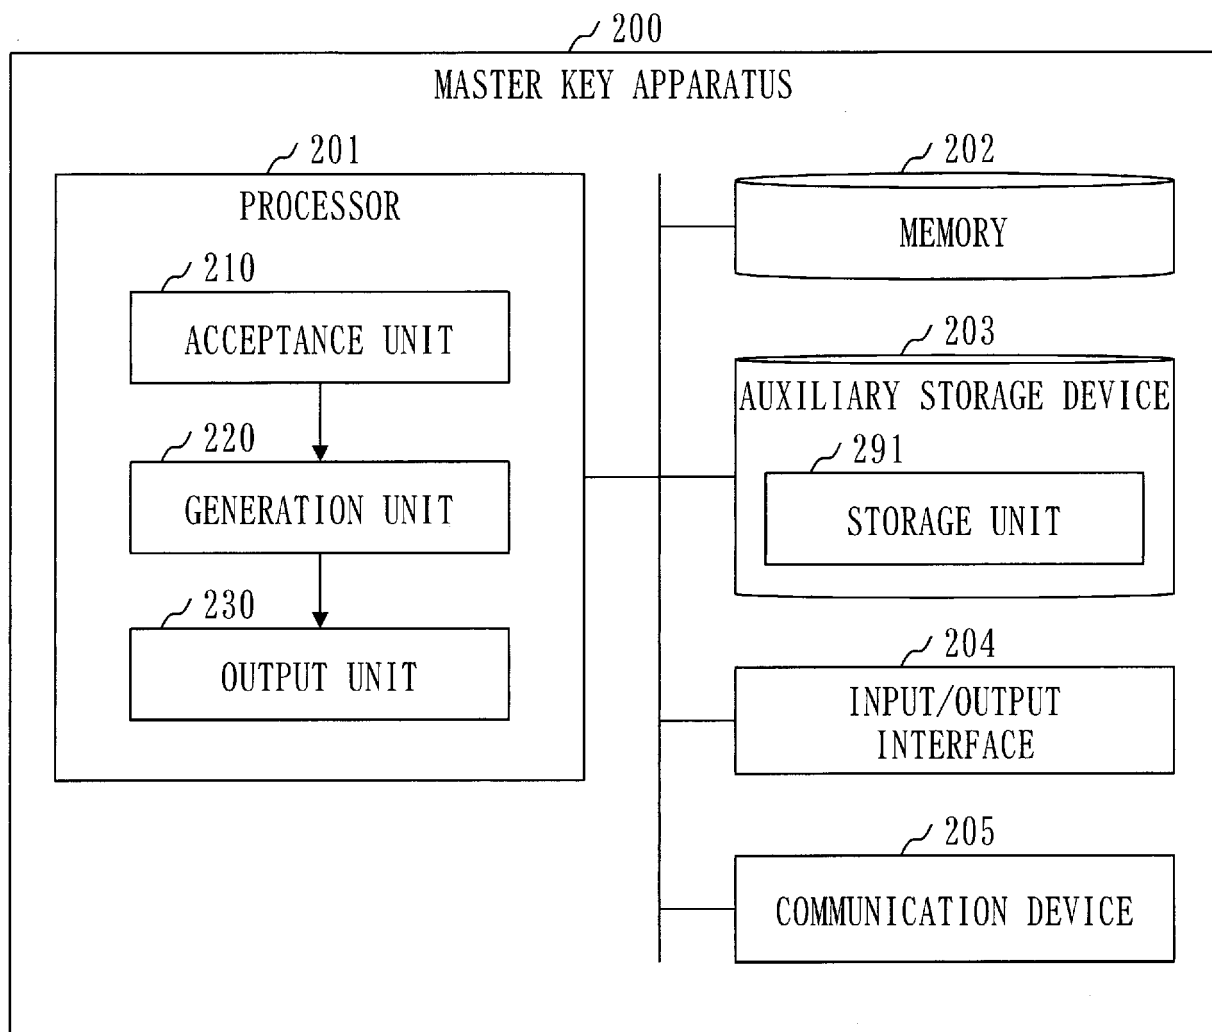 200
MASTER KEY APPARATUS
201
PROCESSOR
210
ACCEPTANCE UNIT
220
GENERATION UNIT
230
OUTPUT UNIT
202
MEMORY
203
AUXILIARY STORAGE DEVICE
291
STORAGE UNIT
204
INPUT/OUTPUT
INTERFACE
205
COMMUNICATION DEVICE